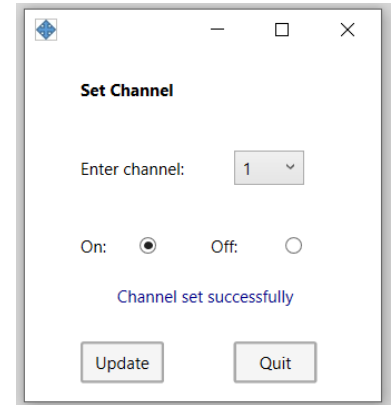 Set Channel
Enter channel: 1
On: Off:
Channel set successfully
Update Quit